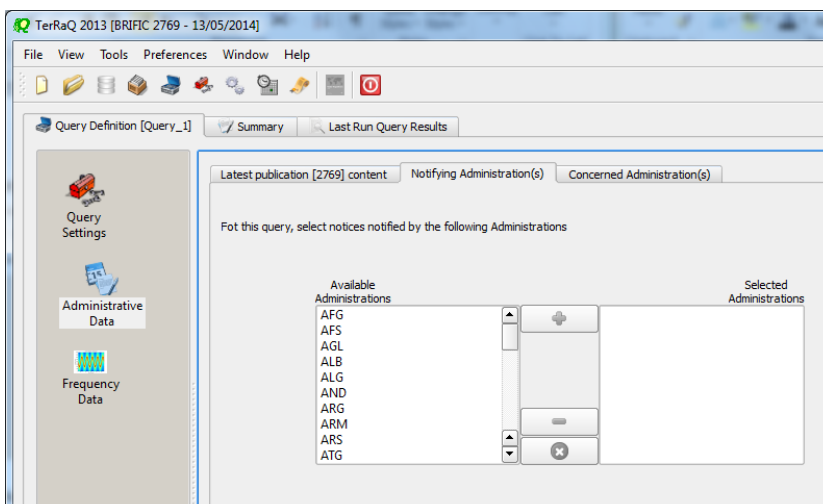 TerRaQ 2013 [BRIFIC 2769 - 13/05/2014]
File View Tools Preferences Window Help
Query Definition [Query_1] Summary Last Run Query Results
Latest publication [2769] content Notifying Administration(s) Concerned Administration(s)
Query
Settings
Fot this query, select notices notified by the following Administrations
Administrative
Data
Frequency
Data
Available
Administrations
AFG
AFS
AGL
ALB
ALG
AND
ARG
ARM
ARS
ATG
Selected
Administrations